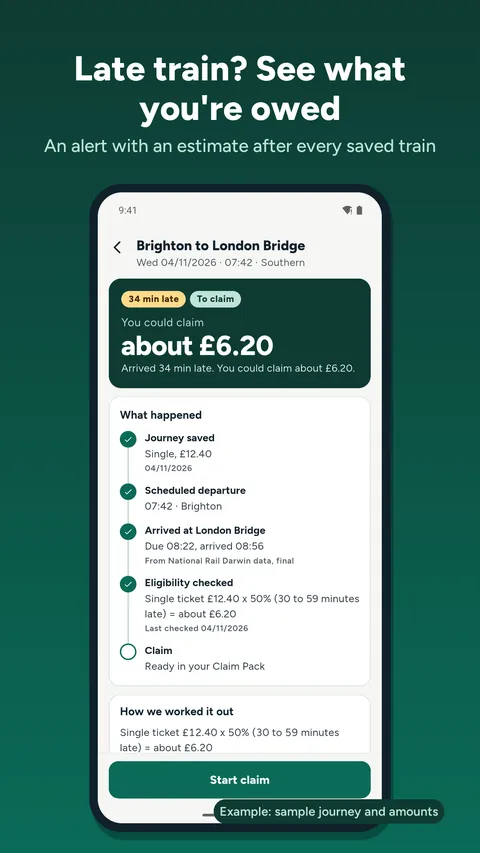 Late train? See what
you're owed
An alert with an estimate after every saved train
9:41
Brighton to London Bridge
Wed 04/11/2026 · 07:42 · Southern
34 min late
To claim
You could claim
about £6.20
Arrived 34 min late. You could claim about £6.20.
What happened
Journey saved
Single, £12.40
04/11/2026
Scheduled departure
07:42 · Brighton
Arrived at London Bridge
Due 08:22, arrived 08:56
From National Rail Darwin data, final
Eligibility checked
Single ticket £12.40 x 50% (30 to 59 minutes
late) = about £6.20
Last checked 04/11/2026
Claim
Ready in your Claim Pack
How we worked it out
Single ticket £12.40 x 50% (30 to 59 minutes
late) = about £6.20
Start claim
Example: sample journey and amounts